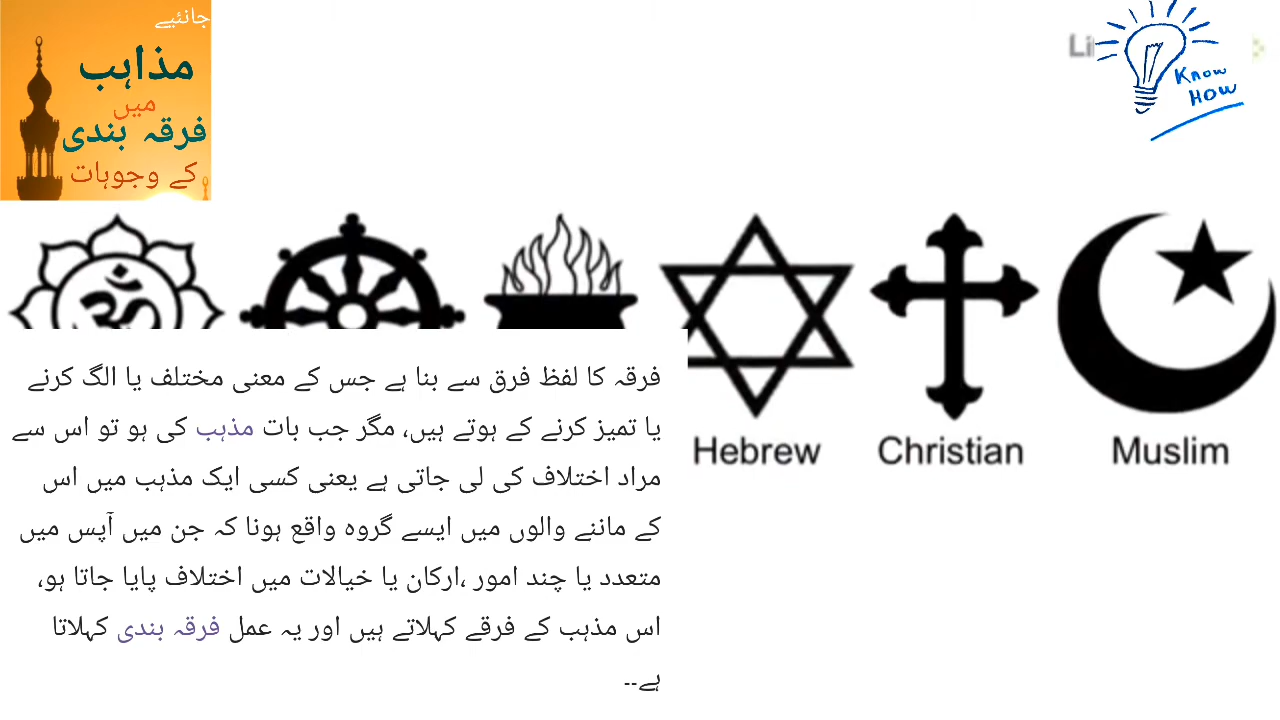 جانئیے
مذاہب
میں
فرقہ بندی
کے وجوہات
Know
HOW
فرقہ کا لفظ فرق سے بنا ہے جس کے معنی مختلف یا الگ کرنے
یا تمیز کرنے کے ہوتے ہیں، مگر جب بات مذہب کی ہو تو اس سے
مراد اختلاف کی لی جاتی ہے یعنی کسی ایک مذہب میں اس
کے ماننے والوں میں ایسے گروہ واقع ہونا کہ جن میں آپس میں
متعدد یا چند امور ،ارکان یا خیالات میں اختلاف پایا جاتا ہو،
اس مذہب کے فرقے کہلاتے ہیں اور یہ عمل فرقہ بندی کہلاتا
ہے--
Hebrew
Christian
Muslim